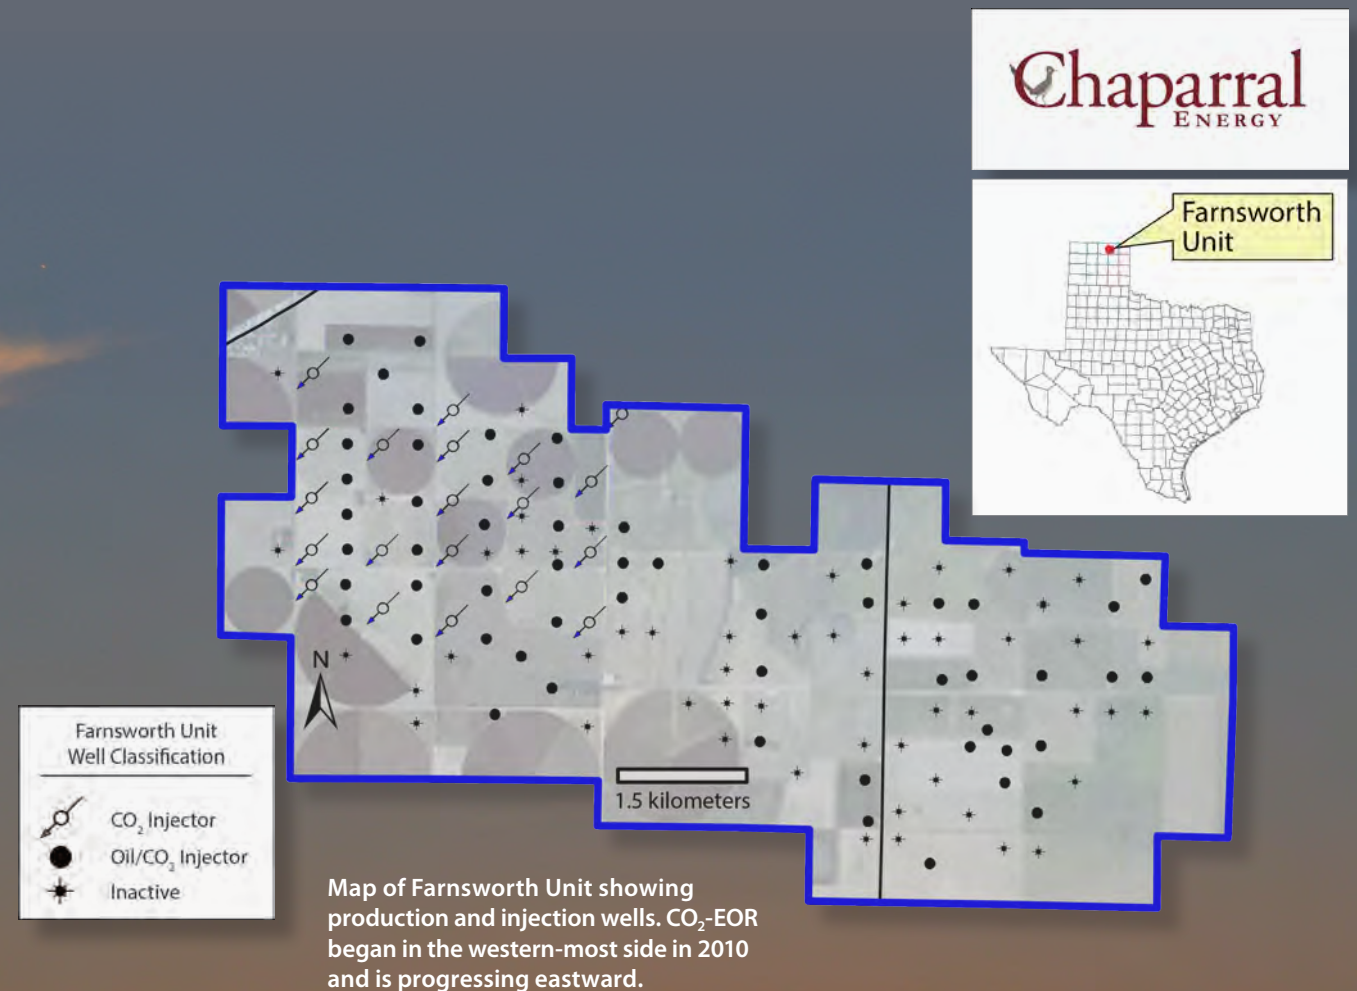 Chaparral
ENERGY
Farnsworth
Unit
N
Farnsworth Unit
Well Classification
CO₂ Injector
Oil/CO₂ Injector
Inactive
1.5 kilometers
Map of Farnsworth Unit showing
production and injection wells. CO₂-EOR
began in the western-most side in 2010
and is progressing eastward.